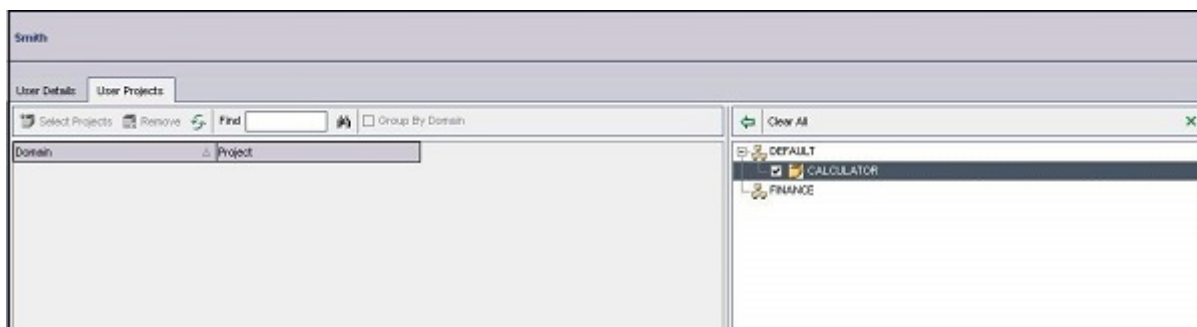 Smith
User Details User Projects
Select Projects Remove Find Group By Domain Clear All
Domain Project
DEFAULT
CALCULATOR
FINANCE